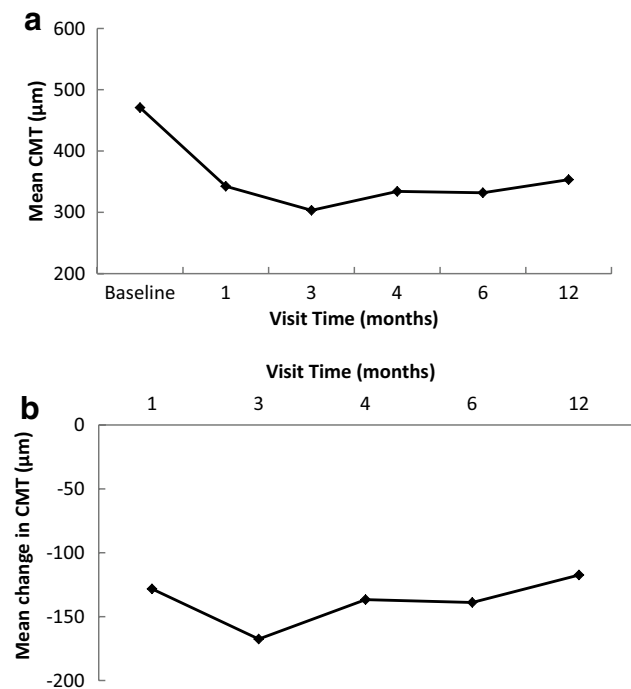 a
Mean CMT (µm)
600
500
400
300
200
Baseline 1 3 4 6 12
Visit Time (months)
b
Visit Time (months)
1 3 4 6 12
Mean change in CMT (µm)
0
-50
-100
-150
-200